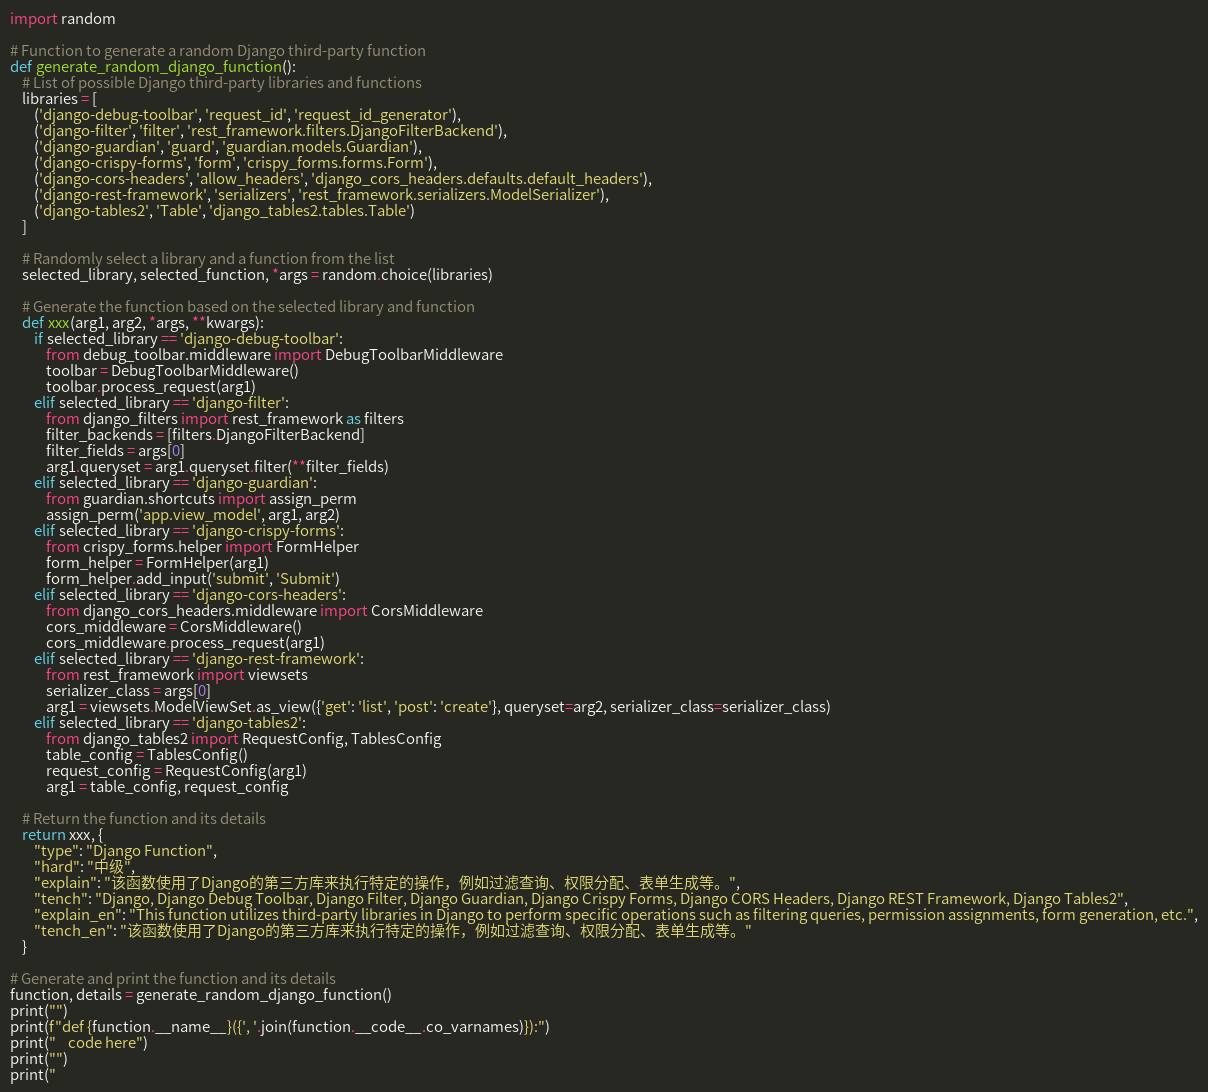 import random

# Function to generate a random Django third-party function
def generate_random_django_function():
    # List of possible Django third-party libraries and functions
    libraries = [
        ('django-debug-toolbar', 'request_id', 'request_id_generator'),
        ('django-filter', 'filter', 'rest_framework.filters.DjangoFilterBackend'),
        ('django-guardian', 'guard', 'guardian.models.Guardian'),
        ('django-crispy-forms', 'form', 'crispy_forms.forms.Form'),
        ('django-cors-headers', 'allow_headers', 'django_cors_headers.defaults.default_headers'),
        ('django-rest-framework', 'serializers', 'rest_framework.serializers.ModelSerializer'),
        ('django-tables2', 'Table', 'django_tables2.tables.Table')
    ]

    # Randomly select a library and a function from the list
    selected_library, selected_function, *args = random.choice(libraries)

    # Generate the function based on the selected library and function
    def xxx(arg1, arg2, *args, **kwargs):
        if selected_library == 'django-debug-toolbar':
            from debug_toolbar.middleware import DebugToolbarMiddleware
            toolbar = DebugToolbarMiddleware()
            toolbar.process_request(arg1)
        elif selected_library == 'django-filter':
            from django_filters import rest_framework as filters
            filter_backends = [filters.DjangoFilterBackend]
            filter_fields = args[0]
            arg1.queryset = arg1.queryset.filter(**filter_fields)
        elif selected_library == 'django-guardian':
            from guardian.shortcuts import assign_perm
            assign_perm('app.view_model', arg1, arg2)
        elif selected_library == 'django-crispy-forms':
            from crispy_forms.helper import FormHelper
            form_helper = FormHelper(arg1)
            form_helper.add_input('submit', 'Submit')
        elif selected_library == 'django-cors-headers':
            from django_cors_headers.middleware import CorsMiddleware
            cors_middleware = CorsMiddleware()
            cors_middleware.process_request(arg1)
        elif selected_library == 'django-rest-framework':
            from rest_framework import viewsets
            serializer_class = args[0]
            arg1 = viewsets.ModelViewSet.as_view({'get': 'list', 'post': 'create'}, queryset=arg2, serializer_class=serializer_class)
        elif selected_library == 'django-tables2':
            from django_tables2 import RequestConfig, TablesConfig
            table_config = TablesConfig()
            request_config = RequestConfig(arg1)
            arg1 = table_config, request_config

    # Return the function and its details
    return xxx, {
        "type": "Django Function",
        "hard": "中级",
        "explain": "该函数使用了Django的第三方库来执行特定的操作，例如过滤查询、权限分配、表单生成等。",
        "tench": "Django, Django Debug Toolbar, Django Filter, Django Guardian, Django Crispy Forms, Django CORS Headers, Django REST Framework, Django Tables2",
        "explain_en": "This function utilizes third-party libraries in Django to perform specific operations such as filtering queries, permission assignments, form generation, etc.",
        "tench_en": "该函数使用了Django的第三方库来执行特定的操作，例如过滤查询、权限分配、表单生成等。"
    }

# Generate and print the function and its details
function, details = generate_random_django_function()
print("")
print(f"def {function.__name__}({', '.join(function.__code__.co_varnames)}):")
print("    code here")
print("")
print("